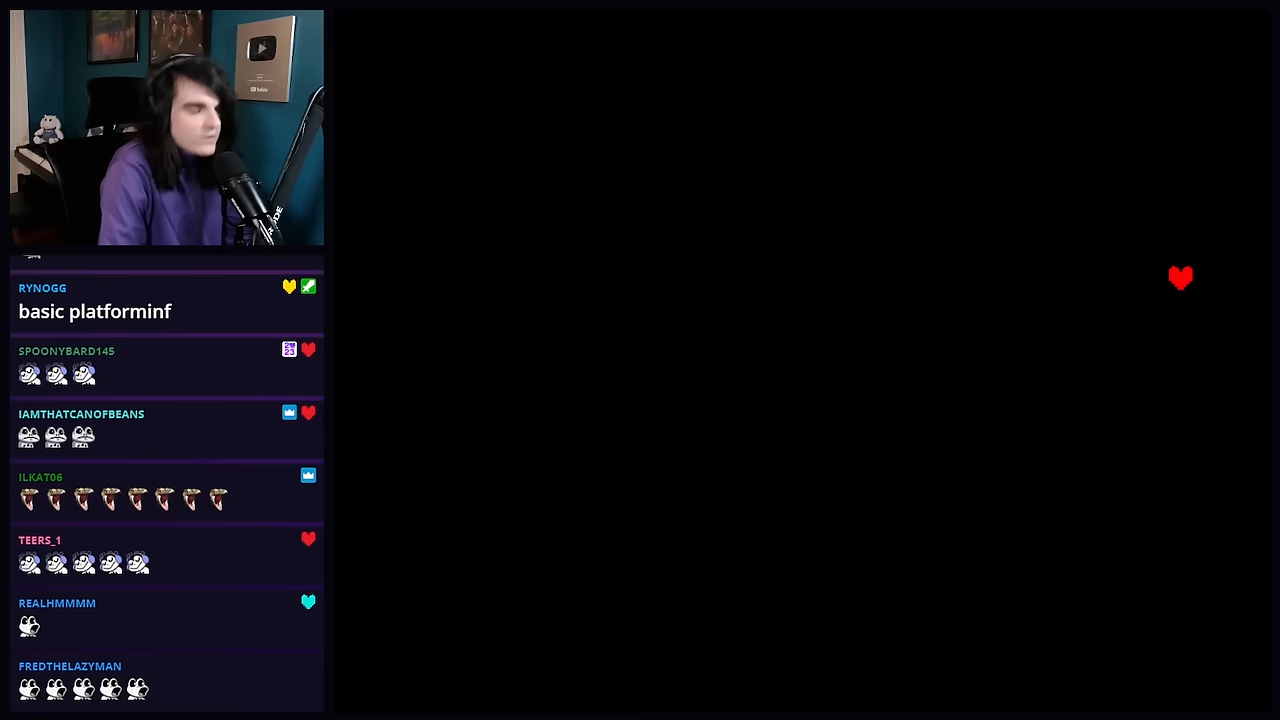 RYNOGG
basic platforminf
SPOONYBARD145
IAMTHATCANOFBEANS
ILKAT06
TEERS_1
REALHMMMM
FREDTHELAZYMAN